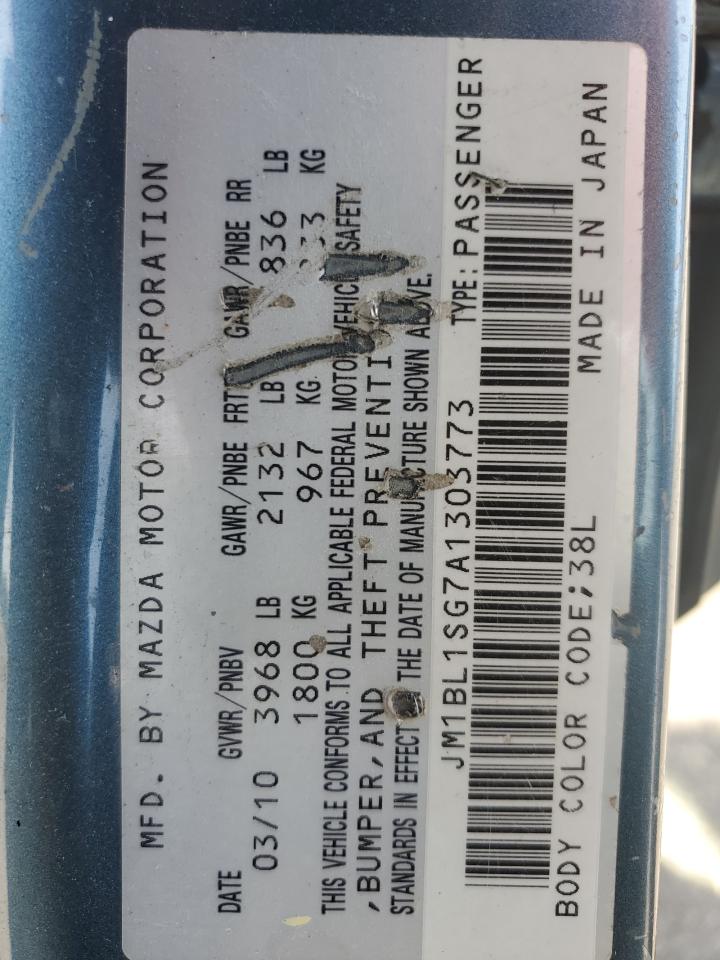 MFD. BY MAZDA MOTOR CORPORATION
DATE GVWR/PNBV GAWR/PNBE FRT GAWR/PNBE RR
03/10 3968 LB 2132 LB 836 LB
1800 KG 967 KG KG
THIS VEHICLE CONFORMS TO ALL APPLICABLE FEDERAL MOTOR VEHICLE SAFETY
,BUMPER,AND THEFT PREVENTI
STANDARDS IN EFFECT THE DATE OF MANUFACTURE SHOWN ABOVE.
JM1BL1SG7A1303773 TYPE: PASSENGER
BODY COLOR CODE;38L MADE IN JAPAN